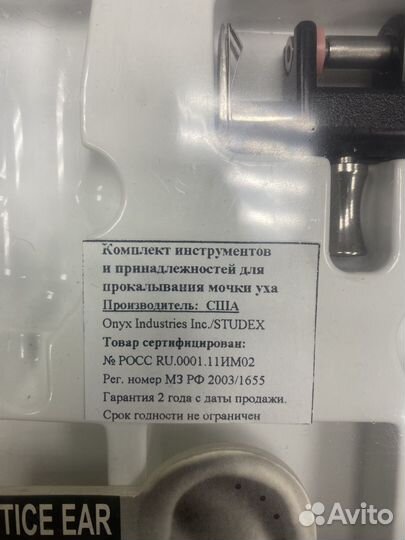 Комплект инструментов
и принадлежностей для
прокалывания мочки уха
Производитель: США
Onyx Industries Inc./STUDEX
Товар сертифицирован:
№ РОСС RU.0001.11ИМ02
Рег. номер МЗ РФ 2003/1655
Гарантия 2 года с даты продажи.
Срок годности не ограничен
TICE EAR
Avito